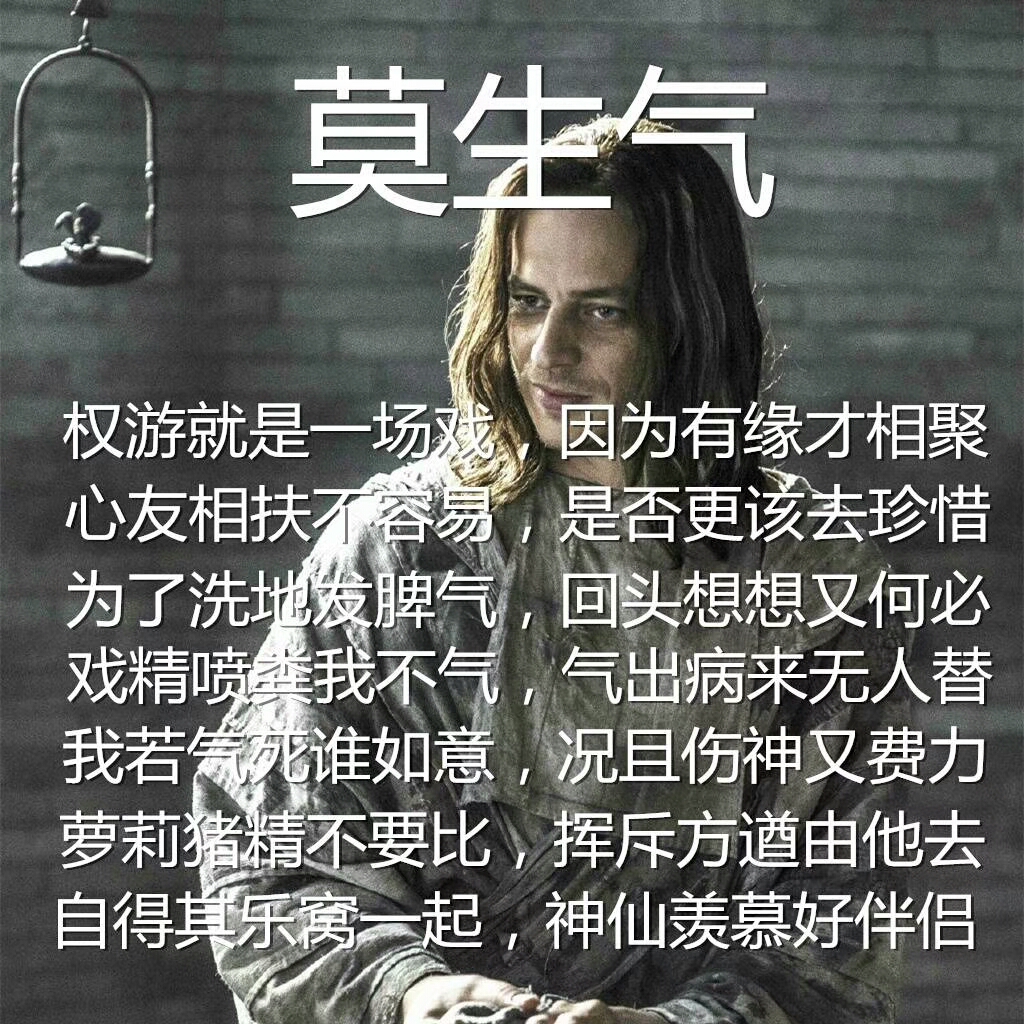 莫生气
权游就是一场戏，因为有缘才相聚
心友相扶不容易，是否更该去珍惜
为了洗地发脾气，回头想想又何必
戏精喷粪我不气，气出病来无人替
我若气死谁如意，况且伤神又费力
萝莉猪精不要比，挥斥方遒由他去
自得其乐窝一起，神仙羡慕好伴侣